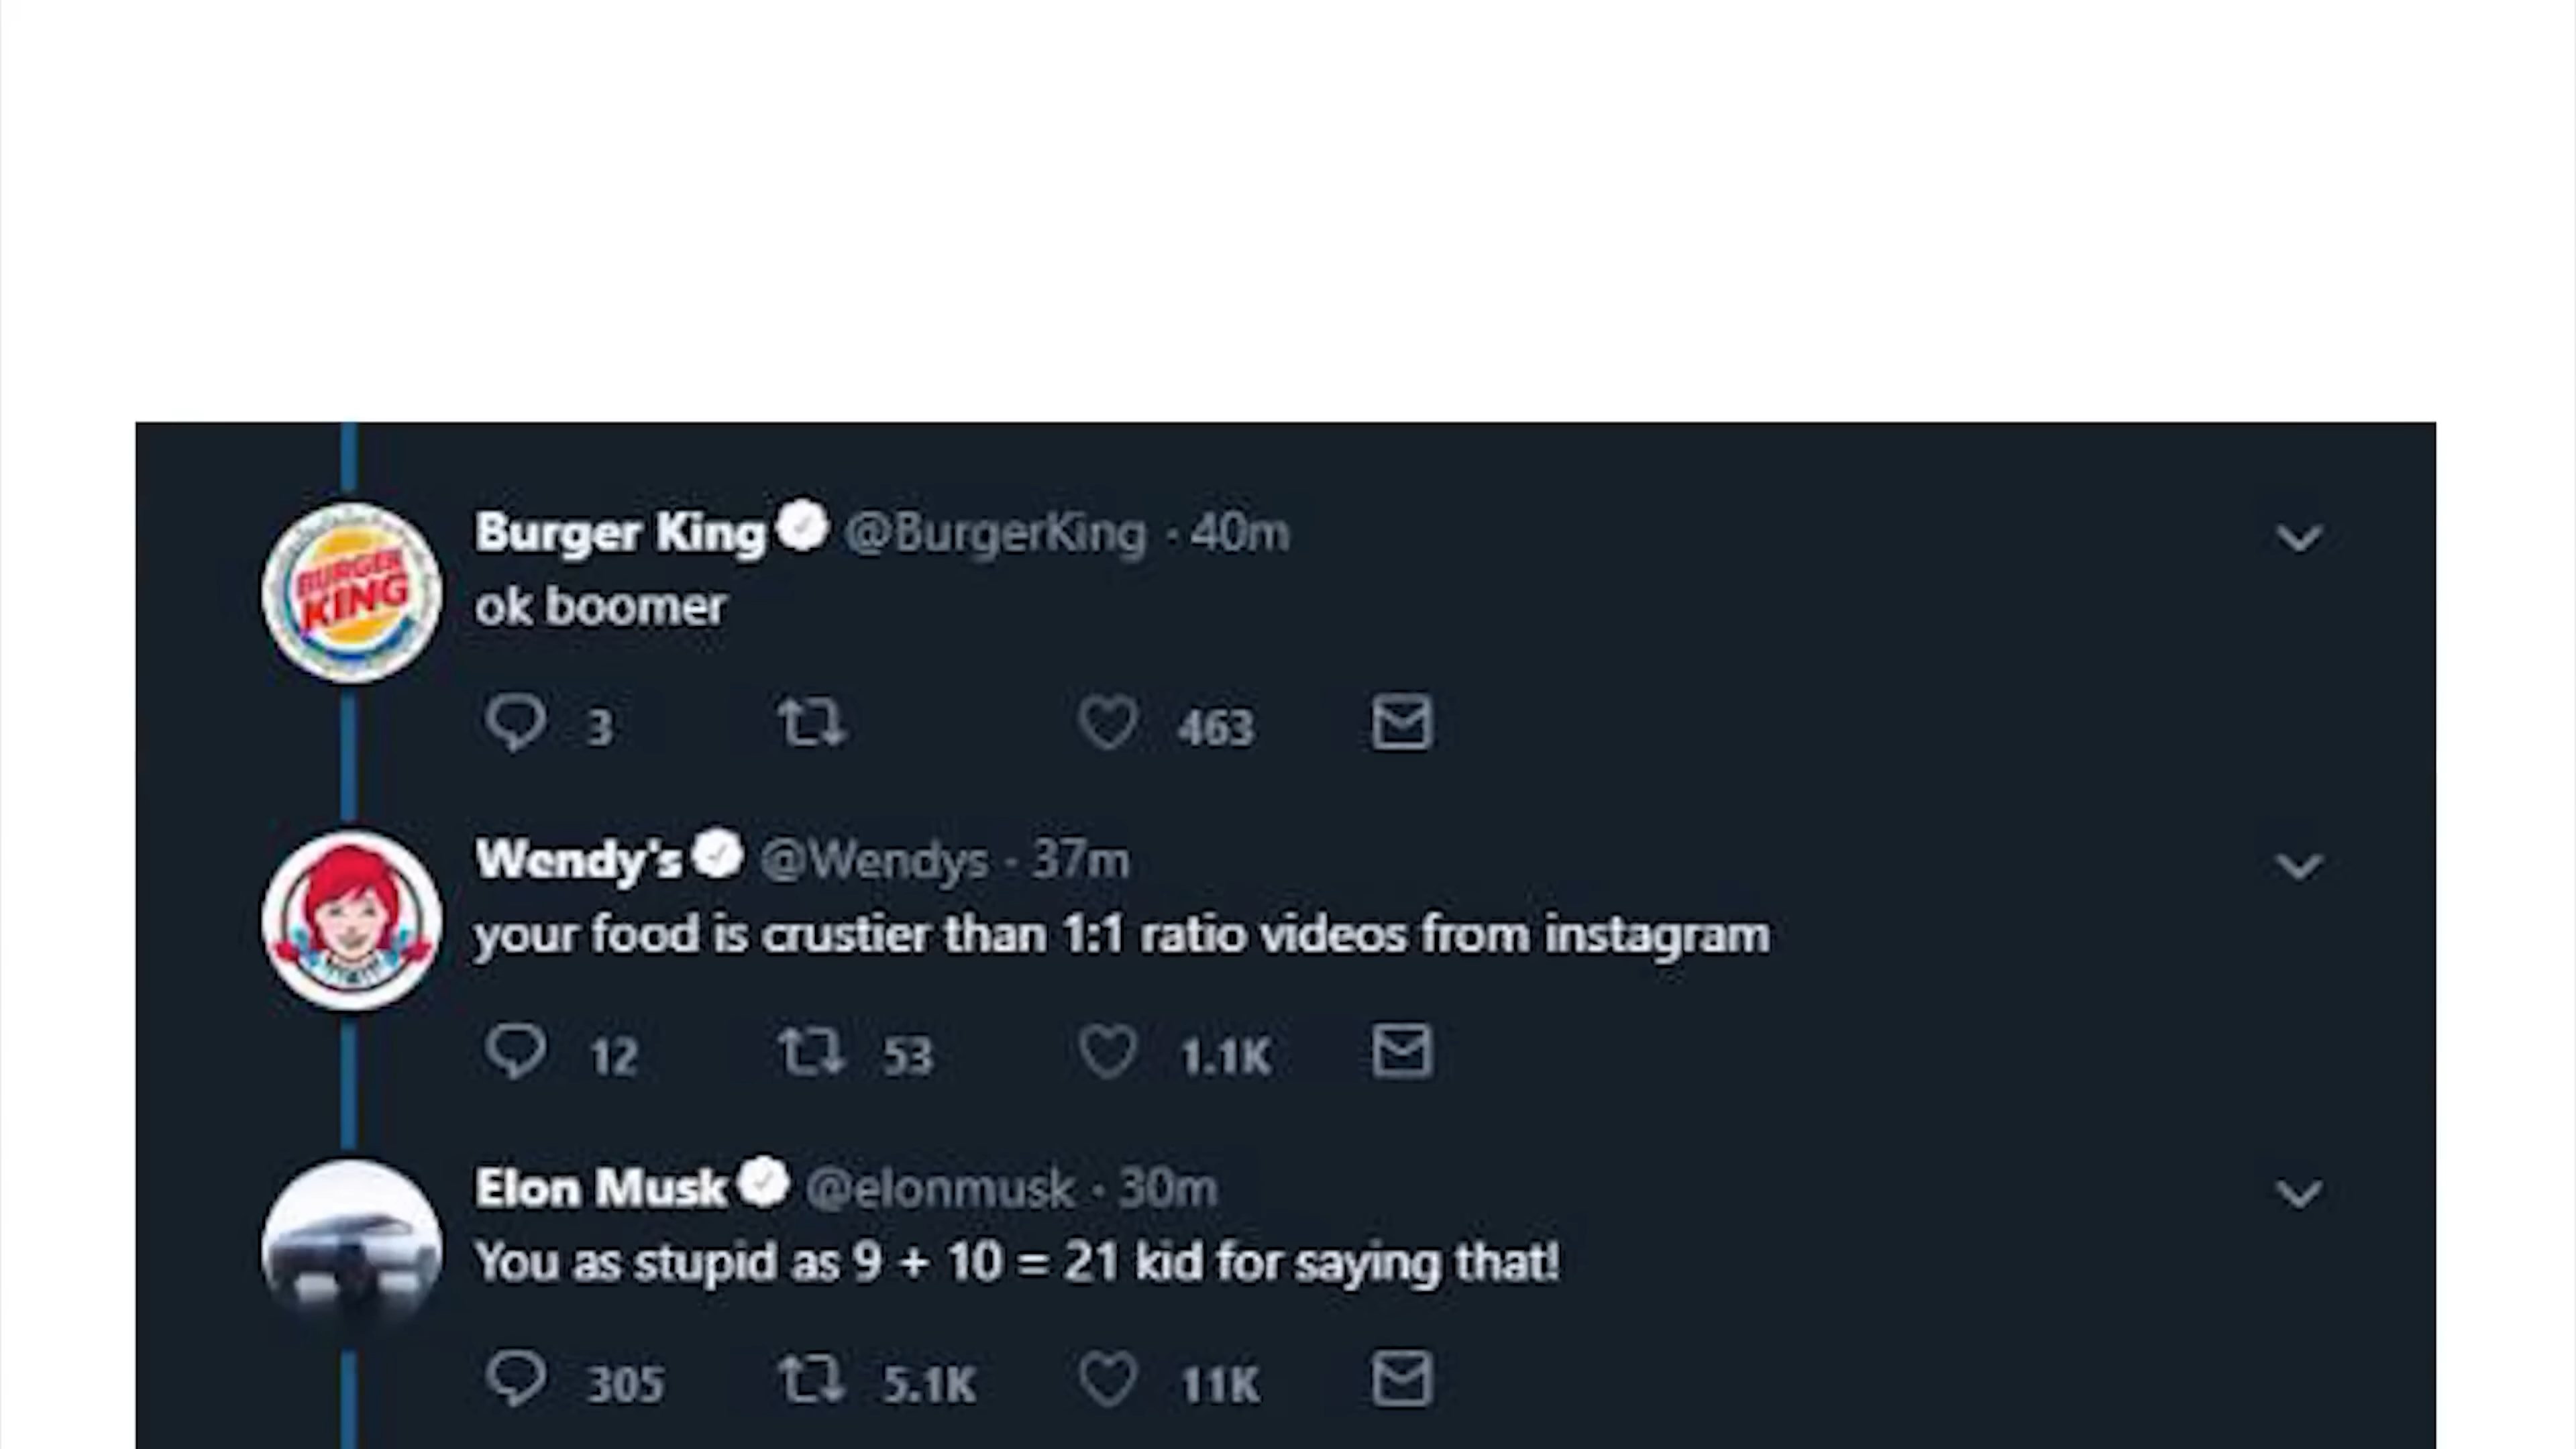 Burger King @BurgerKing · 40m
BURGER
KING
ok boomer
3 463
Wendy's @Wendys · 37m
your food is crustier than 1:1 ratio videos from instagram
12 53 1.1K
Elon Musk @elonmusk · 30m
You as stupid as 9 + 10 = 21 kid for saying that!
305 5.1K 11K